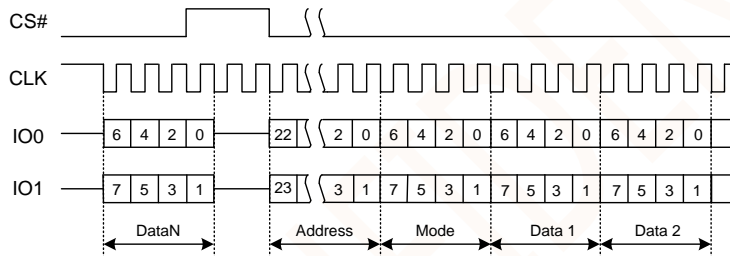 CS#
CLK
IO0 6 4 2 0 22 2 0 6 4 2 0 6 4 2 0 6 4 2 0
IO1 7 5 3 1 23 3 1 7 5 3 1 7 5 3 1 7 5 3 1
DataN Address Mode Data 1 Data 2